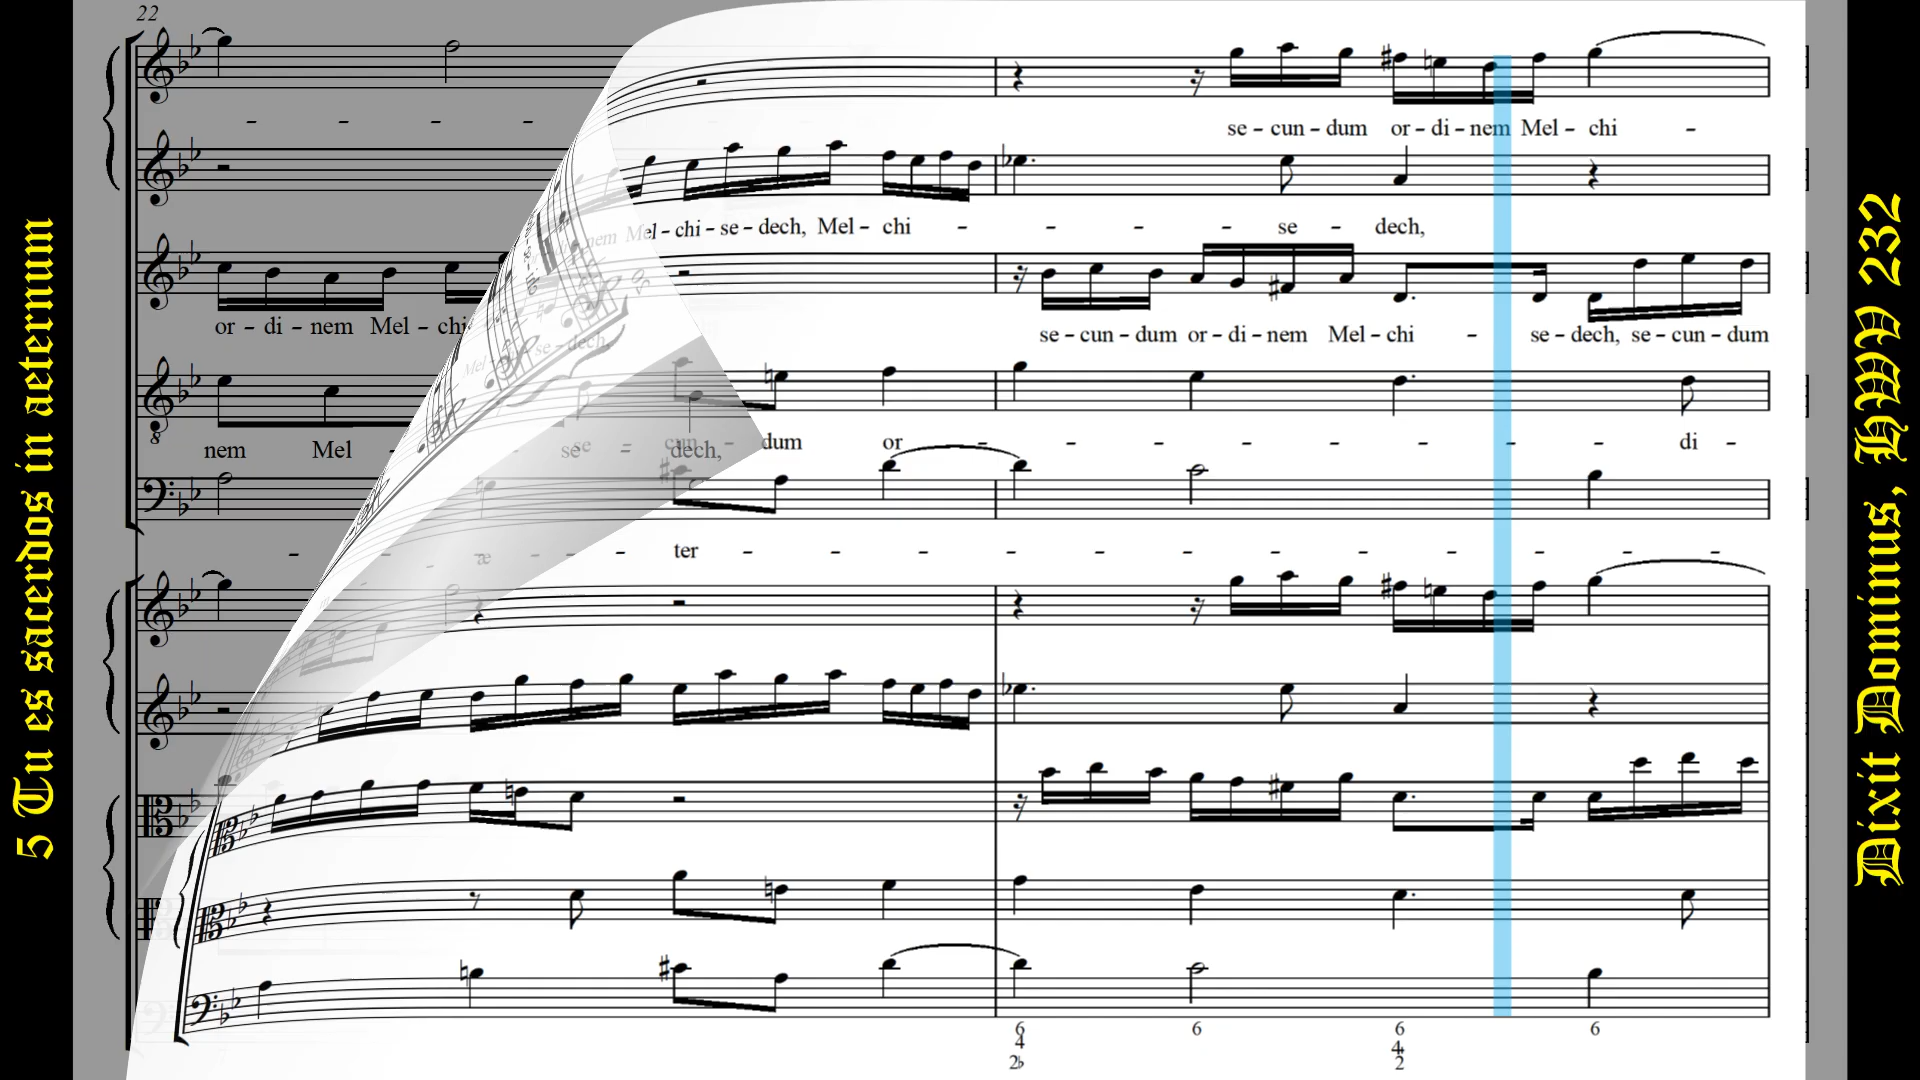 22
5 Tu es sacerdos in aeternum
Dixit Dominus, HWV 232
se - cun - dum or - di - nem Mel - chi -
el - chi - se - dech, Mel - chi - - - - se - dech,
or - di - nem Mel - chi
se - cun - dum or - di - nem Mel - chi - se - dech, se - cun - dum
nem Mel -
se - dech,
cun - dum or - - - - - - - - di -
- æ - - ter - - - - - - - - - - - -
6 6 6 6
4 4
2♭ 2